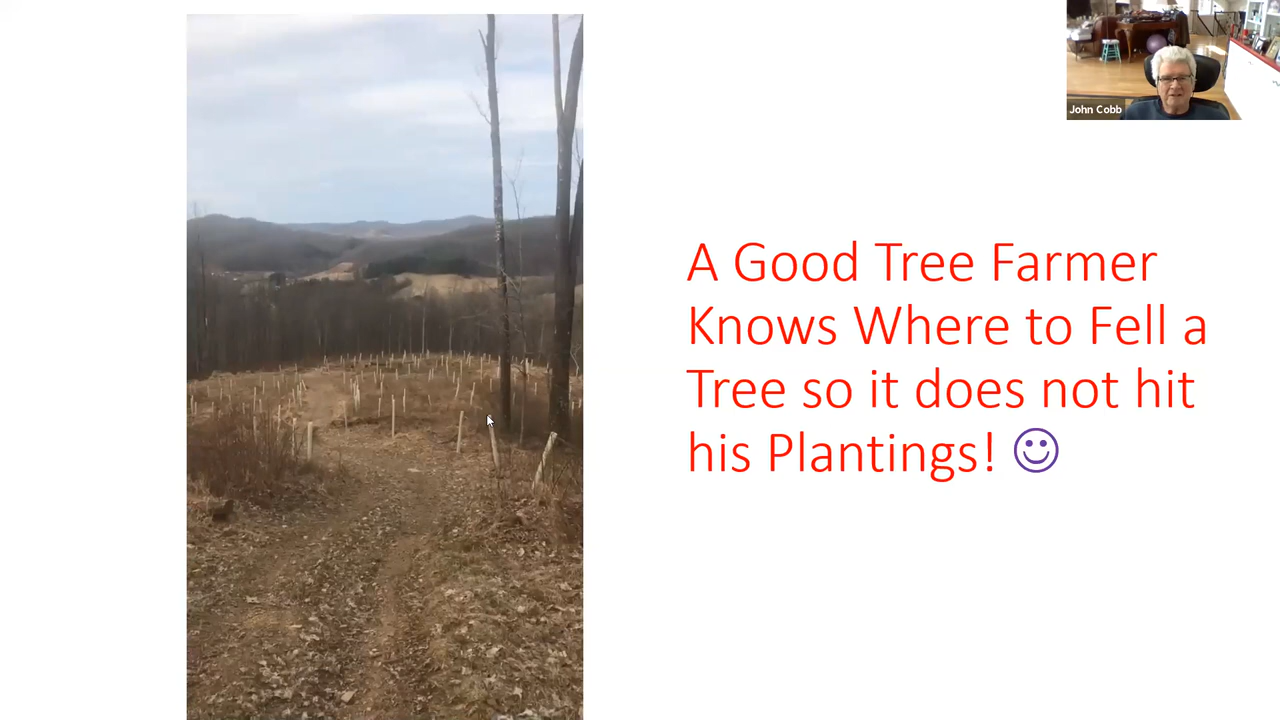 John Cobb
A Good Tree Farmer
Knows Where to Fell a
Tree so it does not hit
his Plantings! ☺